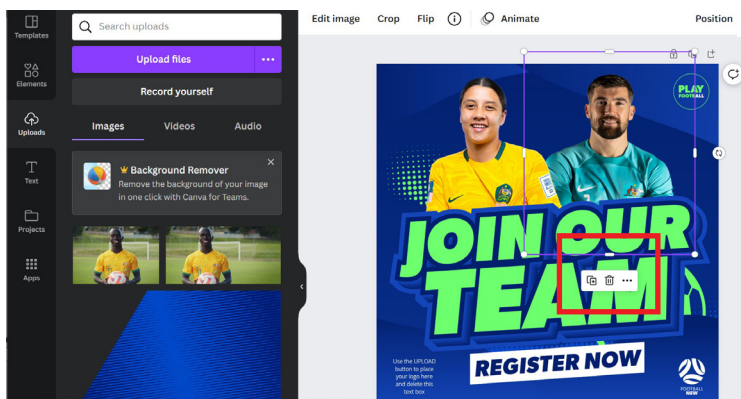 Templates
Elements
Uploads
Text
Projects
Apps
Search uploads
Upload files
Record yourself
Images Videos Audio
Background Remover
Remove the background of your image
in one click with Canva for Teams.
Edit image Crop Flip Animate Position
PLAY
FOOTBALL
JOIN OUR
TEAM
REGISTER NOW
Use the UPLOAD
button to place
your logo here
and delete this
text box
FOOTBALL
NSW